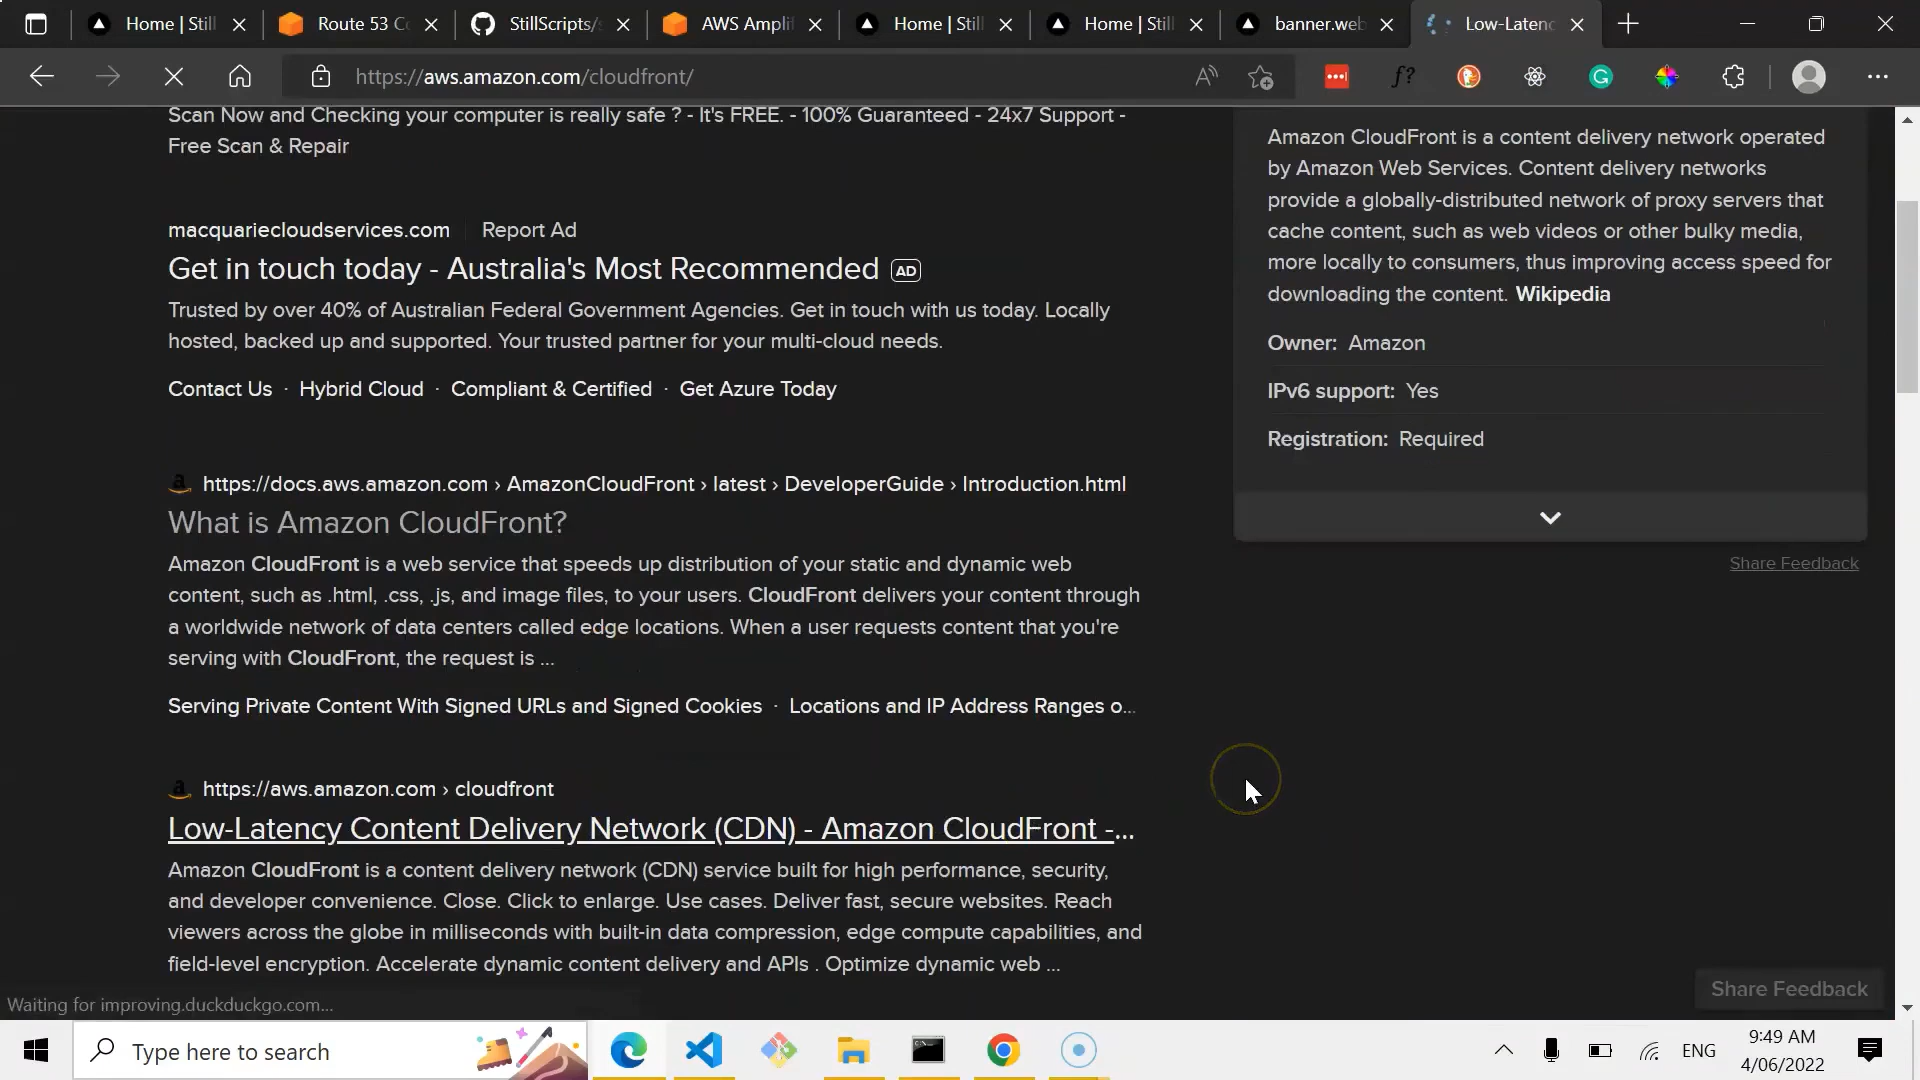 Home | Still
Route 53 Co
StillScripts/s
AWS Amplif
Home | Still
Home | Still
banner.web
Low-Latenc
https://aws.amazon.com/cloudfront/
Scan Now and Checking your computer is really safe ? - It's FREE. - 100% Guaranteed - 24x7 Support -
Free Scan & Repair
macquariecloudservices.com
Report Ad
Get in touch today - Australia's Most Recommended AD
Trusted by over 40% of Australian Federal Government Agencies. Get in touch with us today. Locally
hosted, backed up and supported. Your trusted partner for your multi-cloud needs.
Contact Us · Hybrid Cloud · Compliant & Certified · Get Azure Today
https://docs.aws.amazon.com › AmazonCloudFront › latest › DeveloperGuide › Introduction.html
What is Amazon CloudFront?
Amazon CloudFront is a web service that speeds up distribution of your static and dynamic web
content, such as .html, .css, .js, and image files, to your users. CloudFront delivers your content through
a worldwide network of data centers called edge locations. When a user requests content that you're
serving with CloudFront, the request is ...
Serving Private Content With Signed URLs and Signed Cookies · Locations and IP Address Ranges o...
https://aws.amazon.com › cloudfront
Low-Latency Content Delivery Network (CDN) - Amazon CloudFront -...
Amazon CloudFront is a content delivery network (CDN) service built for high performance, security,
and developer convenience. Close. Click to enlarge. Use cases. Deliver fast, secure websites. Reach
viewers across the globe in milliseconds with built-in data compression, edge compute capabilities, and
field-level encryption. Accelerate dynamic content delivery and APIs . Optimize dynamic web ...
Amazon CloudFront is a content delivery network operated
by Amazon Web Services. Content delivery networks
provide a globally-distributed network of proxy servers that
cache content, such as web videos or other bulky media,
more locally to consumers, thus improving access speed for
downloading the content. Wikipedia
Owner: Amazon
IPv6 support: Yes
Registration: Required
Share Feedback
Share Feedback
Waiting for improving.duckduckgo.com...
Type here to search
ENG
9:49 AM
4/06/2022